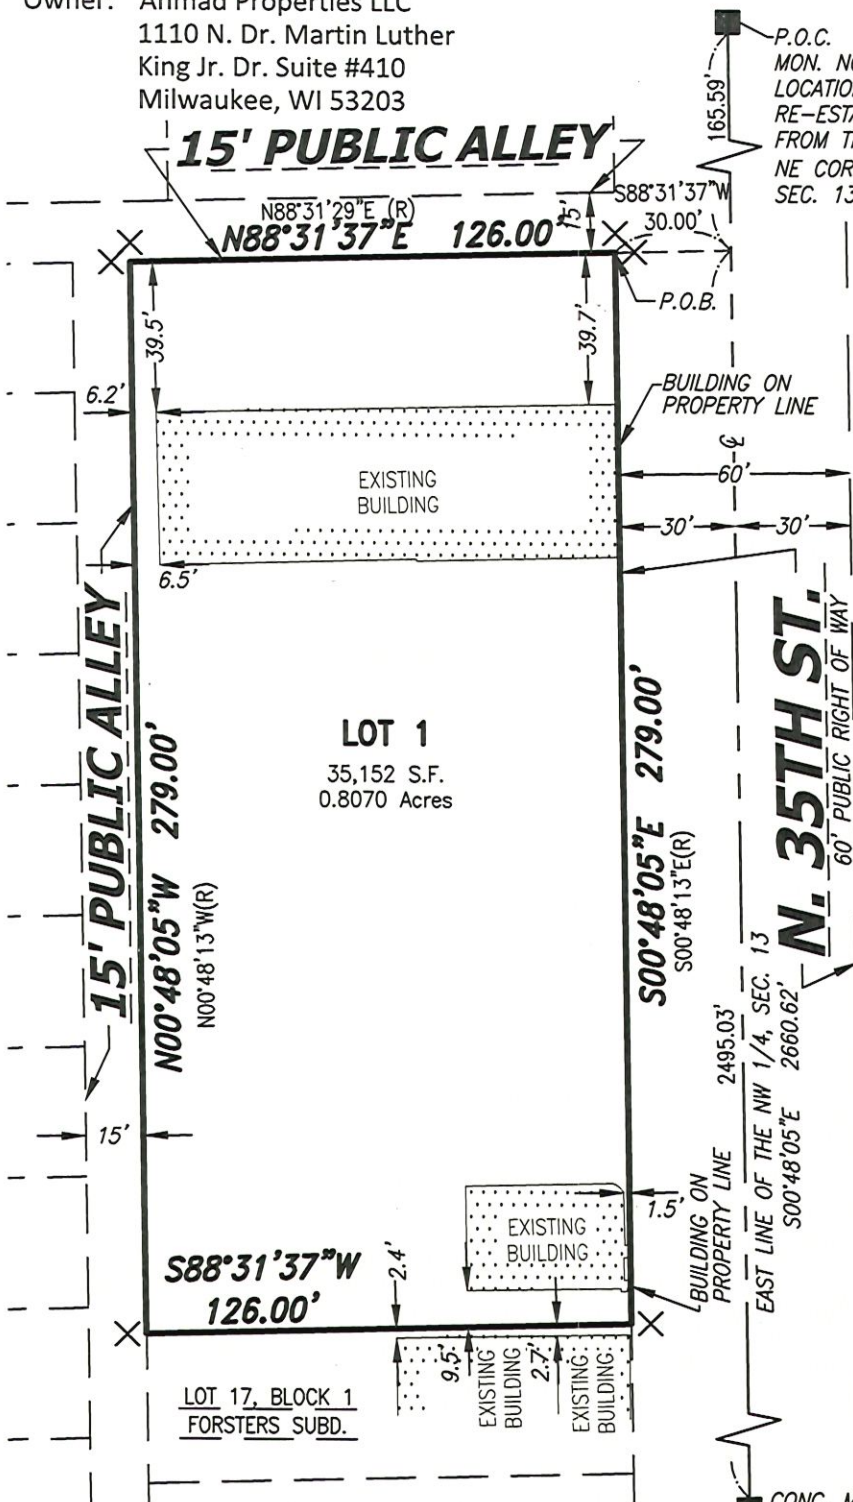 Owner: Ahmad Properties LLC
1110 N. Dr. Martin Luther
King Jr. Dr. Suite #410
Milwaukee, WI 53203
P.O.C.
MON.
165.59'
FROM
NE
SEC. 13
15' PUBLIC ALLEY
N88°31'29"E (R)
N88°31'37"E 126.00'
15'
S88°31'37"W
30.00'
P.O.B.
39.5'
39.7'
6.2'
BUILDING ON
PROPERTY LINE
EXISTING
BUILDING
℄
60'
30'
30'
6.5'
15' PUBLIC ALLEY
N00°48'05"W 279.00'
N00°48'13"W(R)
LOT 1
35,152 S.F.
0.8070 Acres
S00°48'05"E 279.00'
S00°48'13"E(R)
N. 35TH ST.
60' PUBLIC RIGHT OF WAY
2495.03'
EAST LINE OF THE NW 1/4, SEC. 13
S00°48'05"E 2660.62'
15'
EXISTING
BUILDING
1.5'
BUILDING ON
PROPERTY LINE
S88°31'37"W
126.00'
2.4'
9.5'
EXISTING
BUILDING
2.7'
EXISTING
BUILDING
LOT 17, BLOCK 1
FORSTERS SUBD.
CONC.